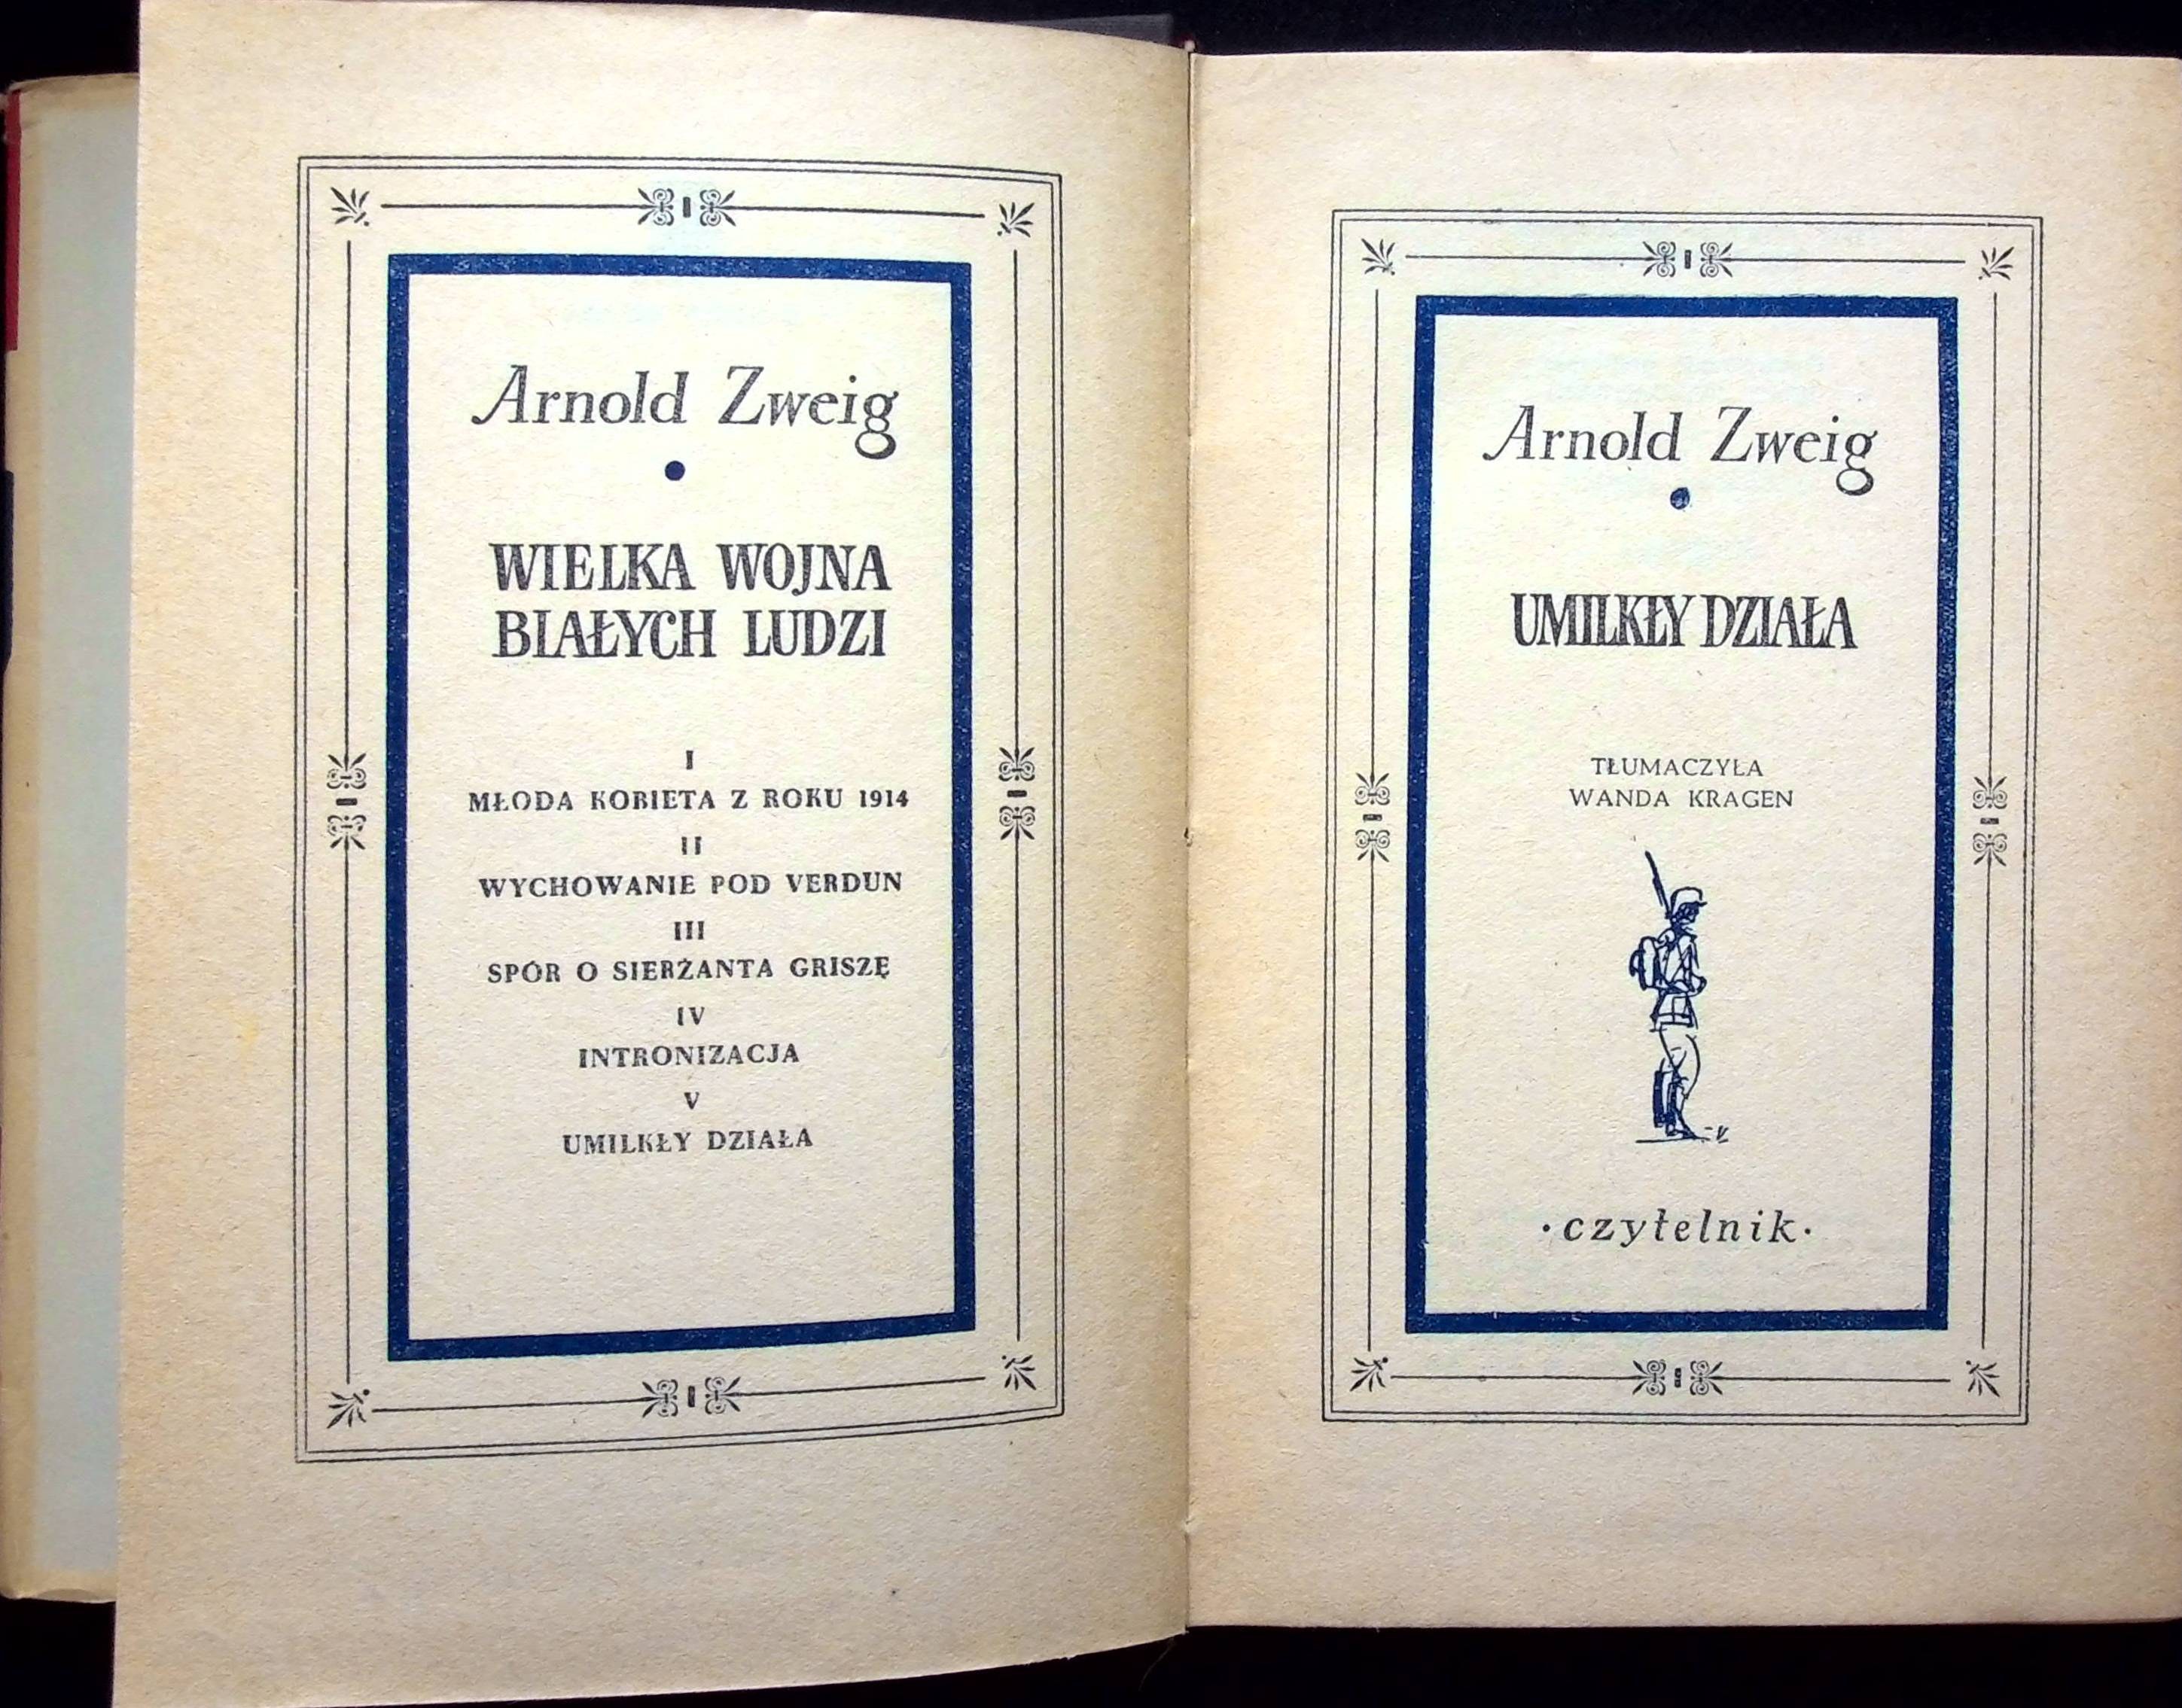 Arnold Zweig
WIELKA WOJNA
BIAŁYCH LUDZI
I
MŁODA KOBIETA Z ROKU 1914
II
WYCHOWANIE POD VERDUN
III
SPÓR O SIERŻANTA GRISZĘ
IV
INTRONIZACJA
V
UMILKŁY DZIAŁA
Arnold Zweig
UMILKŁY DZIAŁA
TŁUMACZYŁA
WANDA KRAGEN
·czytelnik·